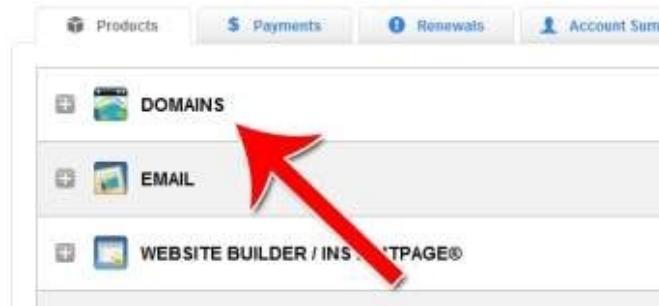 Products $ Payments Renewals Account Sum
DOMAINS
EMAIL
WEBSITE BUILDER / INS TPAGE®